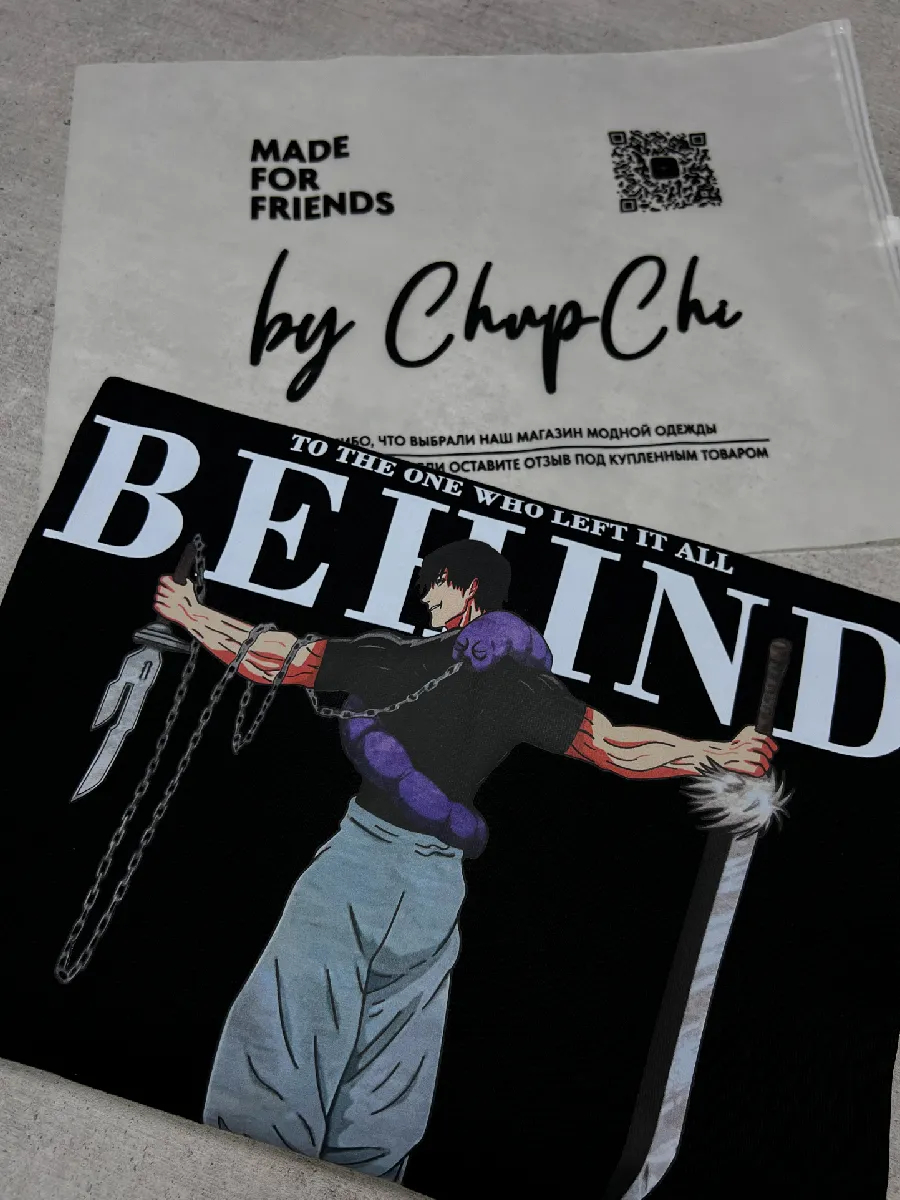 MADE
FOR
FRIENDS
by ChupChi
ЧТО ВЫБРАЛИ НАШ МАГАЗИН МОДНОЙ ОДЕЖДЫ
ОСТАВИТЕ ОТЗЫВ ПОД КУПЛЕННЫМ ТОВАРОМ
TO THE ONE WHO LEFT IT ALL
BEHIND